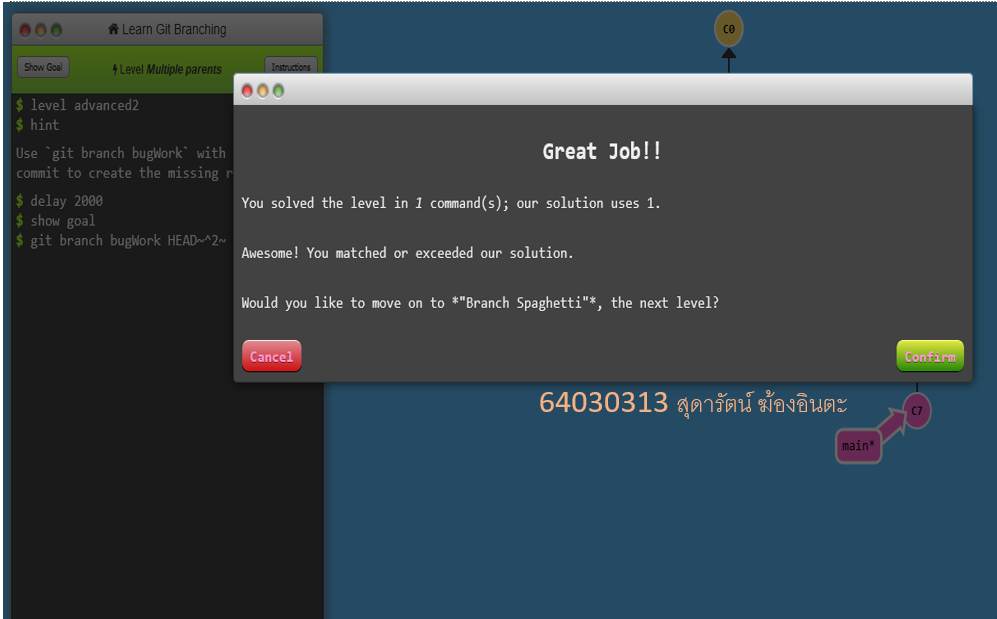 Learn Git Branching
Show Goal
Level Multiple parents
Instructions
$ level advanced2
$ hint
Use `git branch bugWork` with
commit to create the missing r
$ delay 2000
$ show goal
$ git branch bugWork HEAD~^2~
C0
Great Job!!
You solved the level in 1 command(s); our solution uses 1.
Awesome! You matched or exceeded our solution.
Would you like to move on to *"Branch Spaghetti"*, the next level?
Cancel
Confirm
64030313 สุดารัตน์ ฆ้องอินตะ
C7
main*